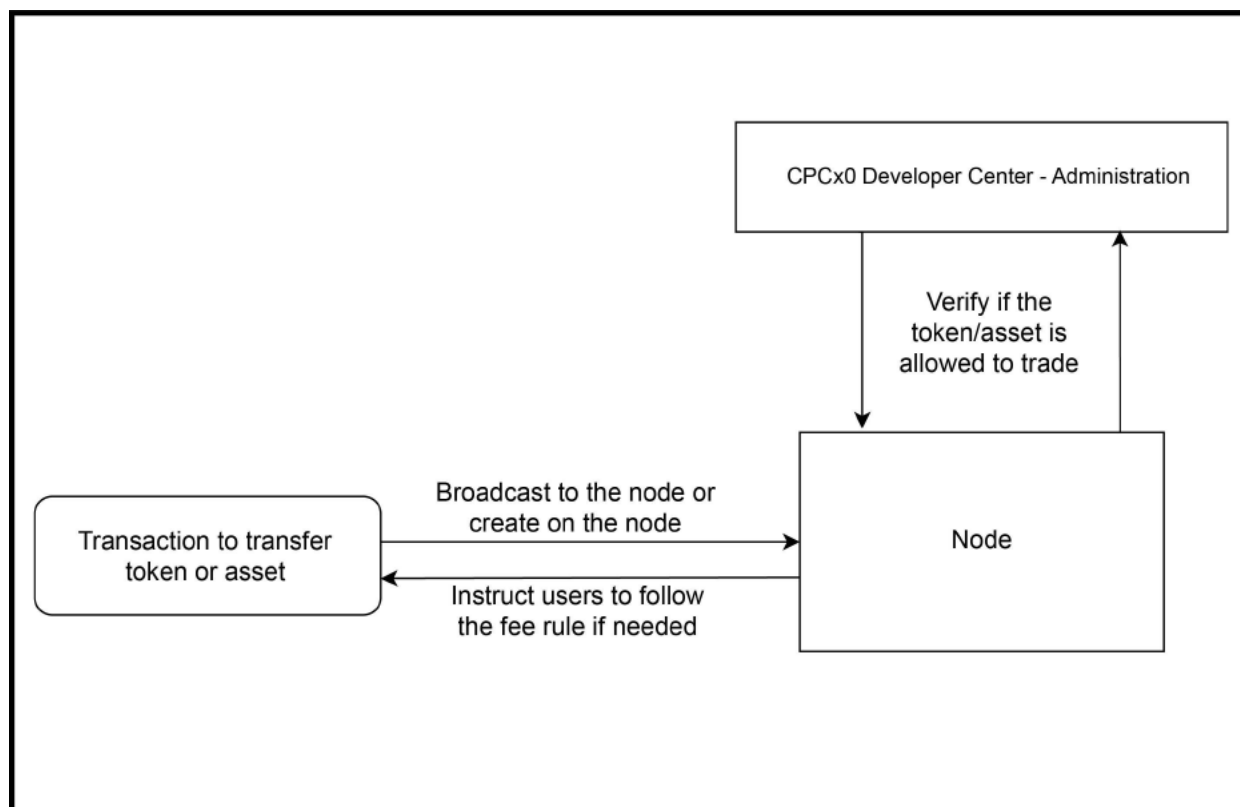 CPCx0 Developer Center - Administration
Verify if the
token/asset is
allowed to trade
Broadcast to the node or
create on the node
Transaction to transfer
token or asset
Node
Instruct users to follow
the fee rule if needed